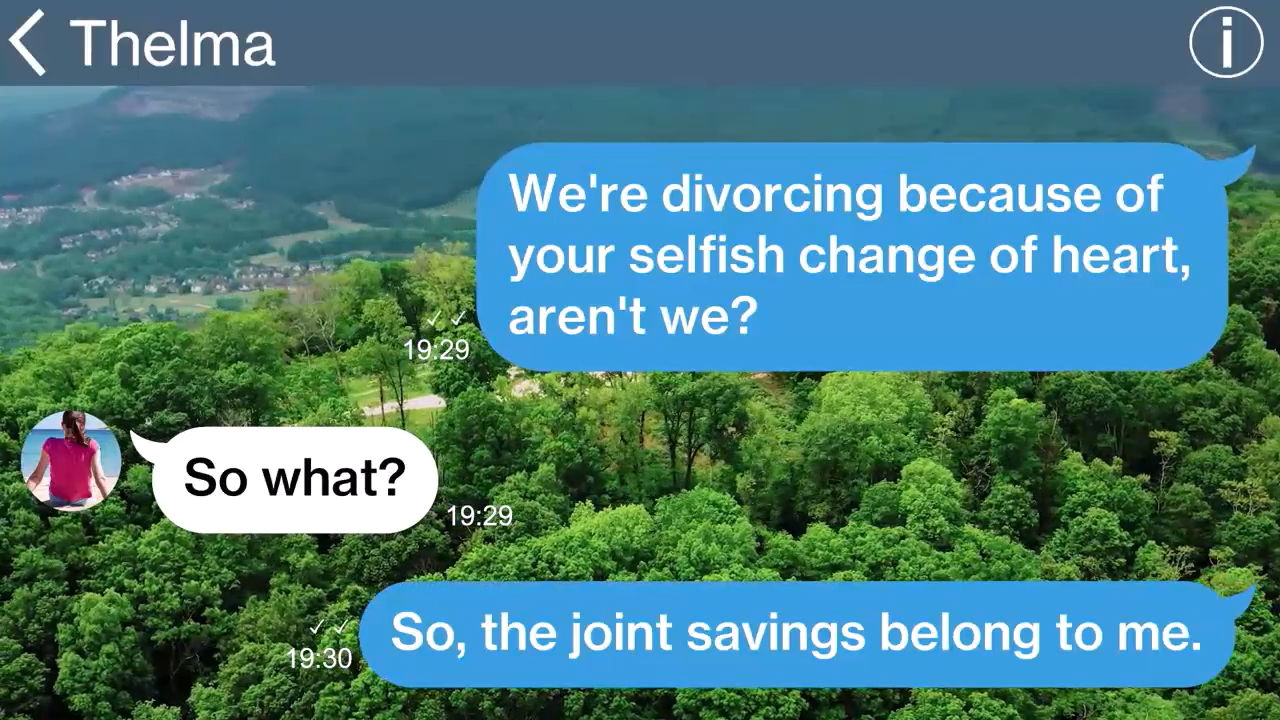 Thelma
We're divorcing because of
your selfish change of heart,
aren't we?
19:29
So what?
19:29
So, the joint savings belong to me.
19:30